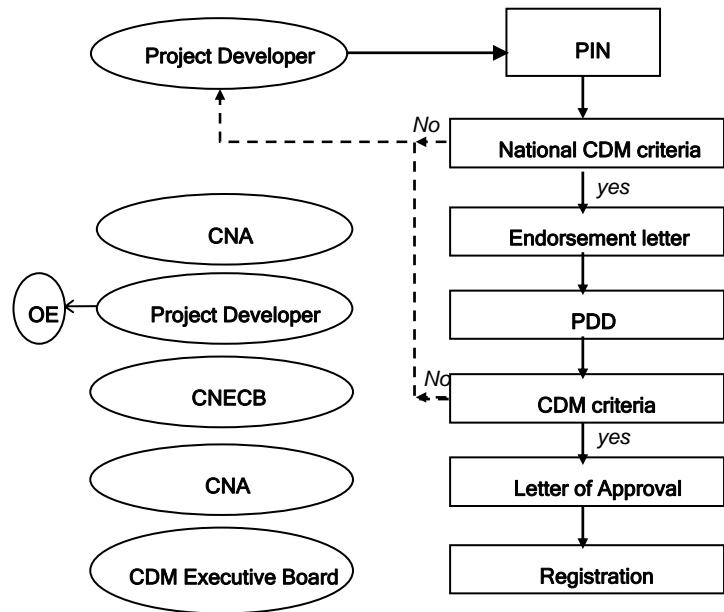 Project Developer
PIN
No
National CDM criteria
yes
CNA
Endorsement letter
OE
Project Developer
PDD
No
CNECB
CDM criteria
yes
CNA
Letter of Approval
CDM Executive Board
Registration